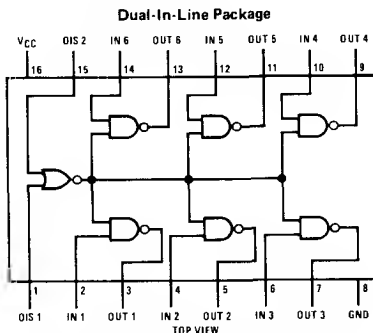 Dual-In-Line Package
VCC OIS 2 IN 6 OUT 6 IN 5 OUT 5 IN 4 OUT 4
16 15 14 13 12 11 10 9
1 2 3 4 5 6 7 8
OIS 1 IN 1 OUT 1 IN 2 OUT 2 IN 3 OUT 3 GND
TOP VIEW